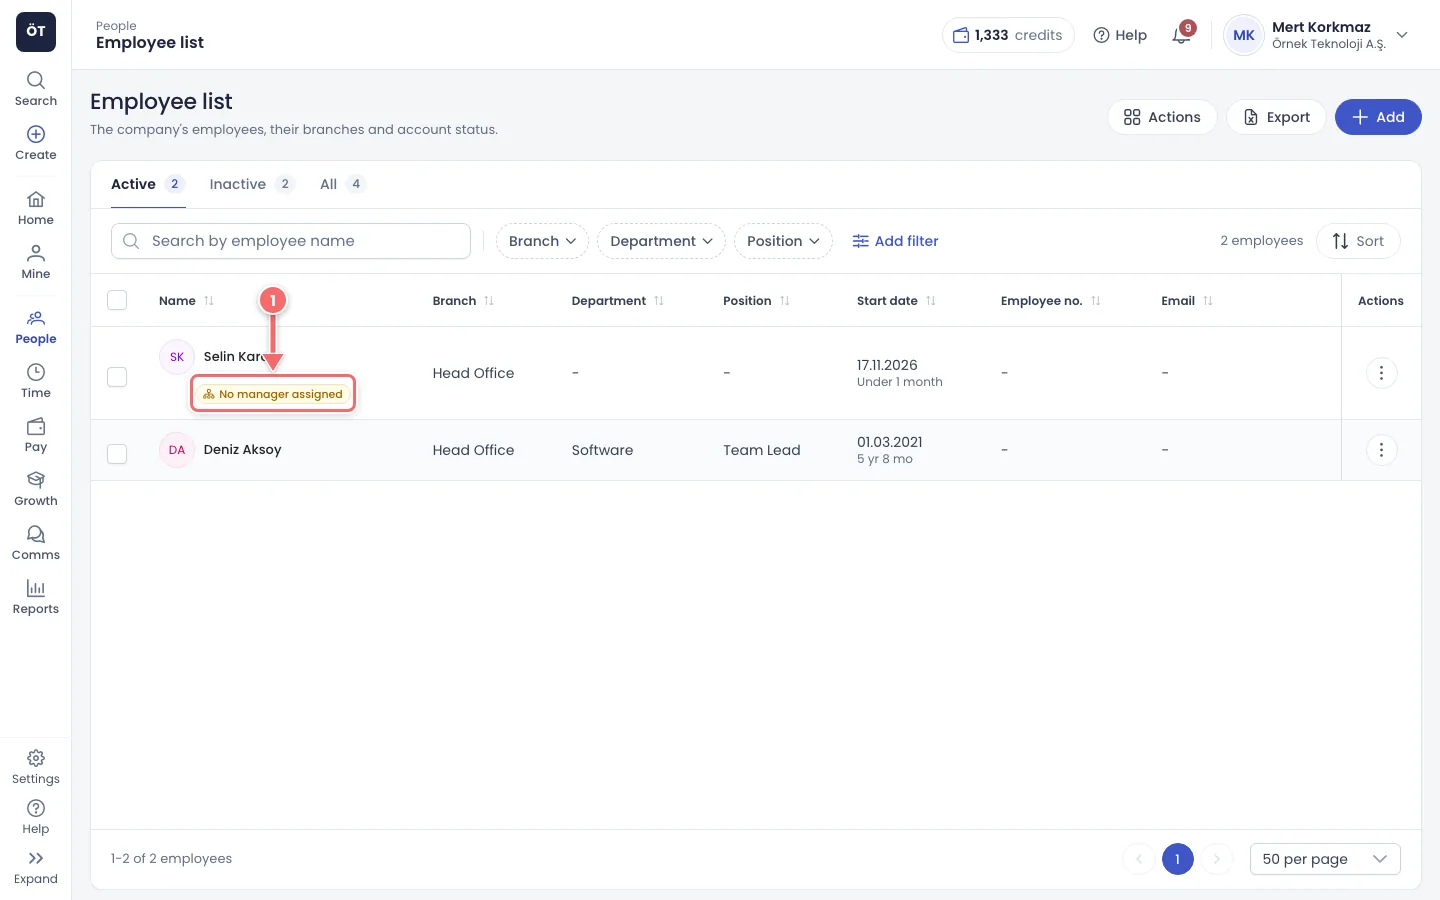 ÖT
People
Employee list
1,333 credits
Help
9
MK
Mert Korkmaz
Örnek Teknoloji A.Ş.
Search
Create
Home
Mine
People
Time
Pay
Growth
Comms
Reports
Settings
Help
Expand
Employee list
The company's employees, their branches and account status.
Actions
Export
Add
Active 2
Inactive 2
All 4
Search by employee name
Branch
Department
Position
Add filter
2 employees
Sort
Name
Branch
Department
Position
Start date
Employee no.
Email
Actions
1
SK
Selin
No manager assigned
Head Office
-
-
17.11.2026
Under 1 month
-
-
DA
Deniz Aksoy
Head Office
Software
Team Lead
01.03.2021
5 yr 8 mo
-
-
1-2 of 2 employees
1
50 per page